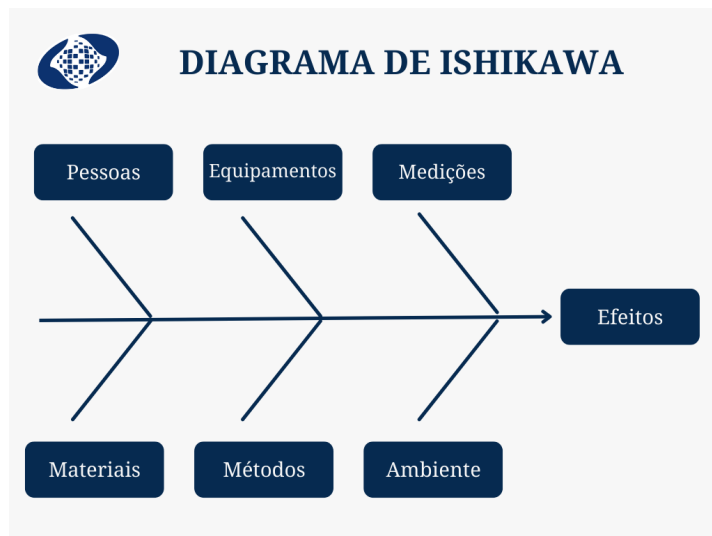 DIAGRAMA DE ISHIKAWA
Pessoas
Equipamentos
Medições
Efeitos
Materiais
Métodos
Ambiente